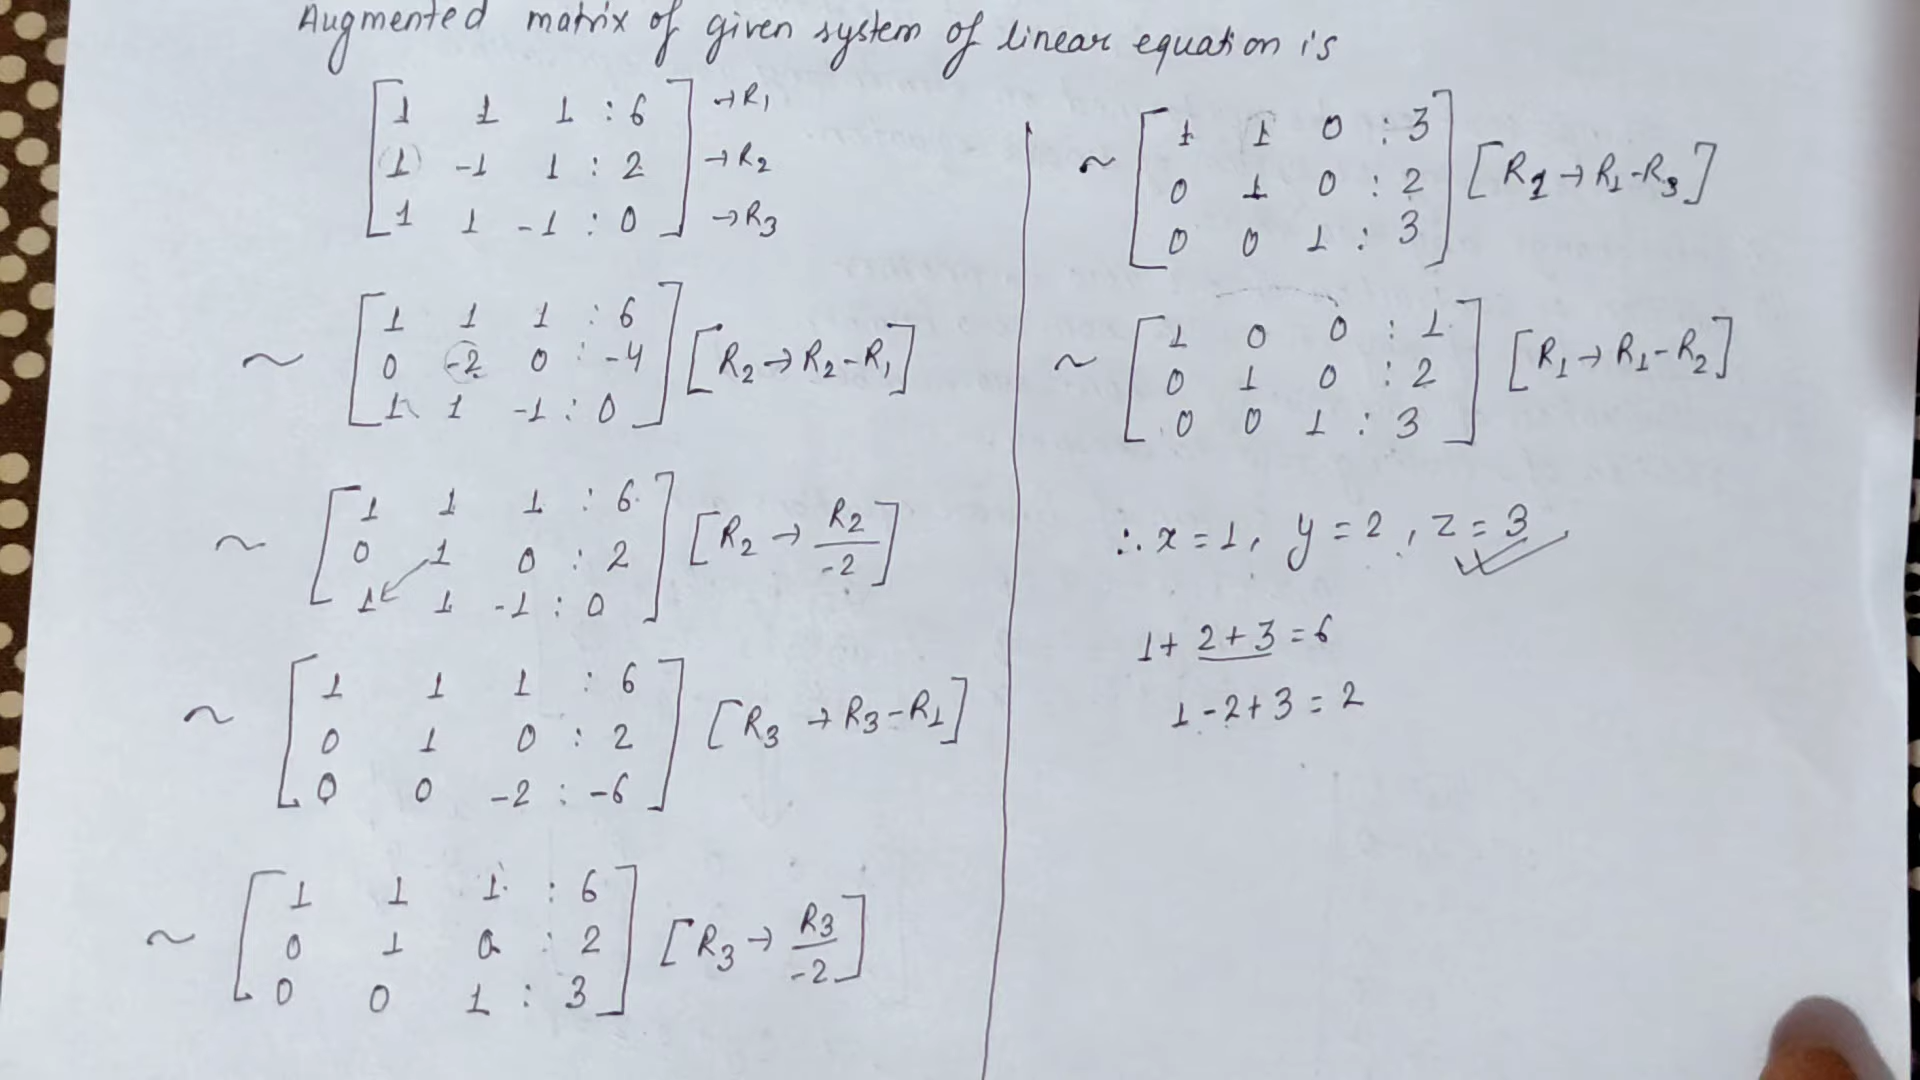 Augmented matrix of given system of linear equation is
1 1 1 : 6 →R1
1 -1 1 : 2 →R2
1 1 -1 : 0 →R3
1 1 1 : 6
~ 0 -2 0 : -4 [R2→R2-R1]
1 1 -1 : 0
1 1 1 : 6
~ 0 1 0 : 2 [R2→R2/-2]
1 1 -1 : 0
1 1 1 : 6
~ 0 1 0 : 2 [R3→R3-R1]
0 0 -2 : -6
1 1 1 : 6
~ 0 1 0 : 2 [R3→R3/-2]
0 0 1 : 3
1 1 0 : 3
~ 0 1 0 : 2 [R1→R1-R3]
0 0 1 : 3
1 0 0 : 1
~ 0 1 0 : 2 [R1→R1-R2]
0 0 1 : 3
∴ x=1, y=2, z=3
1+2+3=6
1-2+3=2